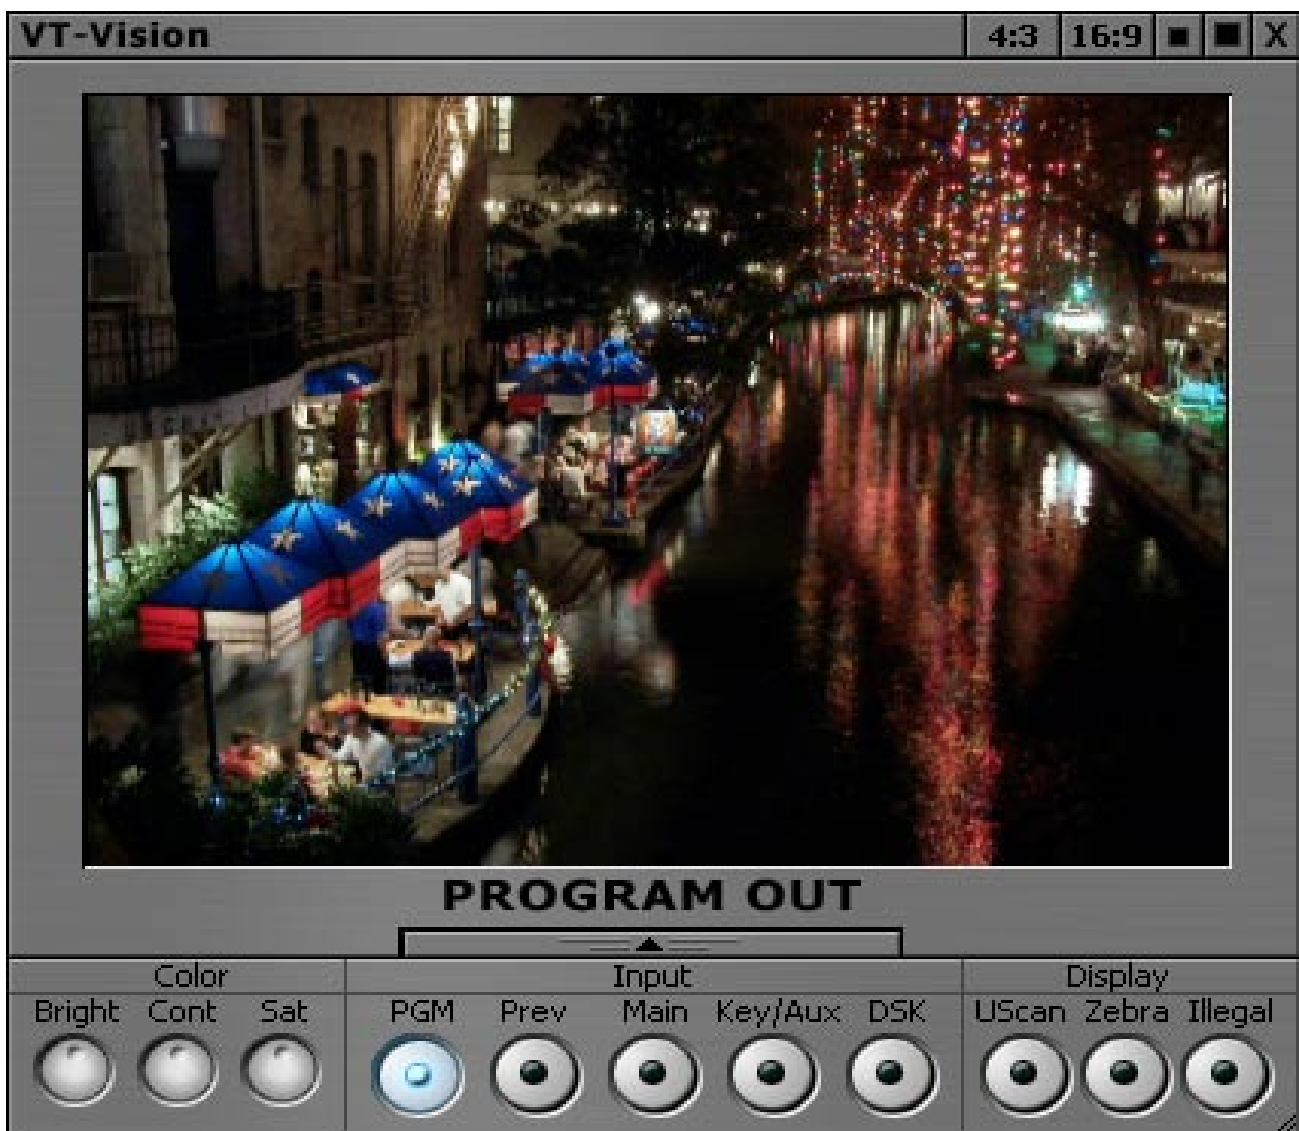 VT-Vision 4:3 16:9 X
PROGRAM OUT
Color Input Display
Bright Cont Sat PGM Prev Main Key/Aux DSK UScan Zebra Illegal